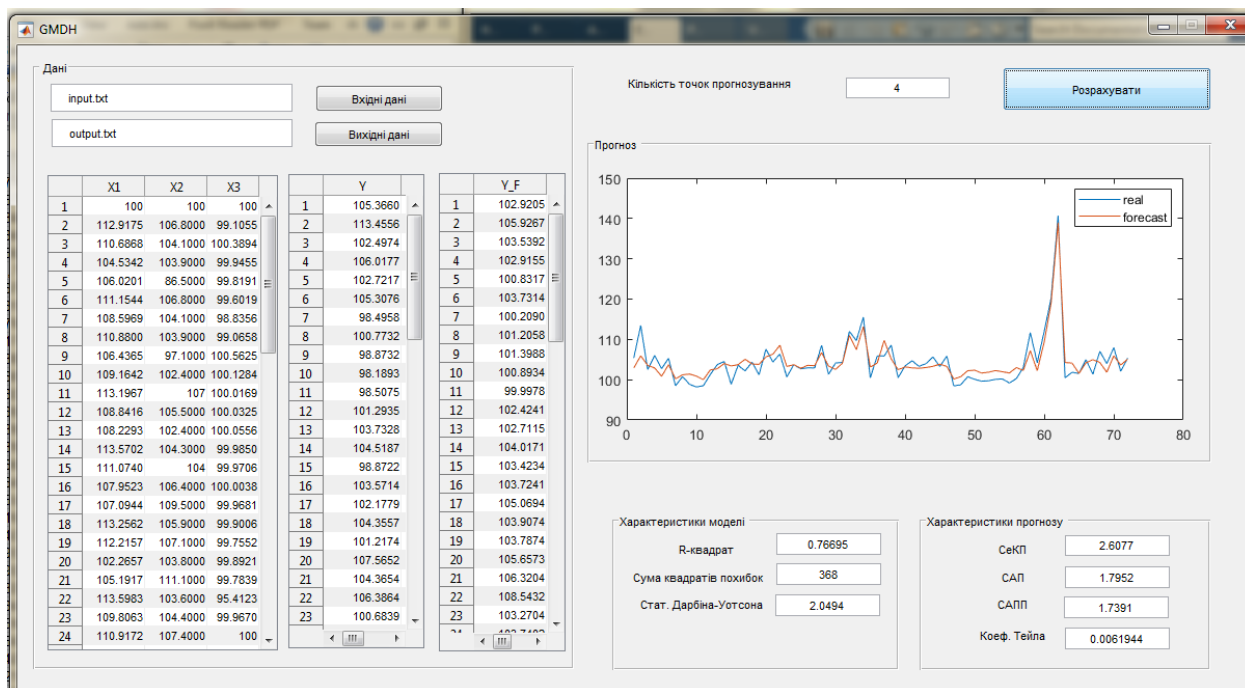 GMDH
Дані
input.txt
Вхідні дані
output.txt
Вихідні дані
X1 X2 X3
1 100 100 100
2 112.9175 106.8000 99.1055
3 110.6868 104.1000 100.3894
4 104.5342 103.9000 99.9455
5 106.0201 86.5000 99.8191
6 111.1544 106.8000 99.6019
7 108.5969 104.1000 98.8356
8 110.8800 103.9000 99.0658
9 106.4365 97.1000 100.5625
10 109.1642 102.4000 100.1284
11 113.1967 107 100.0169
12 108.8416 105.5000 100.0325
13 108.2293 102.4000 100.0556
14 113.5702 104.3000 99.9850
15 111.0740 104 99.9706
16 107.9523 106.4000 100.0038
17 107.0944 109.5000 99.9681
18 113.2562 105.9000 99.9006
19 112.2157 107.1000 99.7552
20 102.2657 103.8000 99.8921
21 105.1917 111.1000 99.7839
22 113.5983 103.6000 95.4123
23 109.8063 104.4000 99.9670
24 110.9172 107.4000 100
Y
1 105.3660
2 113.4556
3 102.4974
4 106.0177
5 102.7217
6 105.3076
7 98.4958
8 100.7732
9 98.8732
10 98.1893
11 98.5075
12 101.2935
13 103.7328
14 104.5187
15 98.8722
16 103.5714
17 102.1779
18 104.3557
19 101.2174
20 107.5652
21 104.3654
22 106.3864
23 100.6839
Y_F
1 102.9205
2 105.9267
3 103.5392
4 102.9155
5 100.8317
6 103.7314
7 100.2090
8 101.2058
9 101.3988
10 100.8934
11 99.9978
12 102.4241
13 102.7115
14 104.0171
15 103.4234
16 103.7241
17 105.0694
18 103.9074
19 103.7874
20 105.6573
21 106.3204
22 108.5432
23 103.2704
Кількість точок прогнозування
4
Розрахувати
Прогноз
150
140
130
120
110
100
90
0 10 20 30 40 50 60 70 80
real
forecast
Характеристики моделі
R-квадрат 0.76695
Сума квадратів похибок 368
Стат. Дарбіна-Уотсона 2.0494
Характеристики прогнозу
СеКП 2.6077
САП 1.7952
САПП 1.7391
Коеф. Тейла 0.0061944